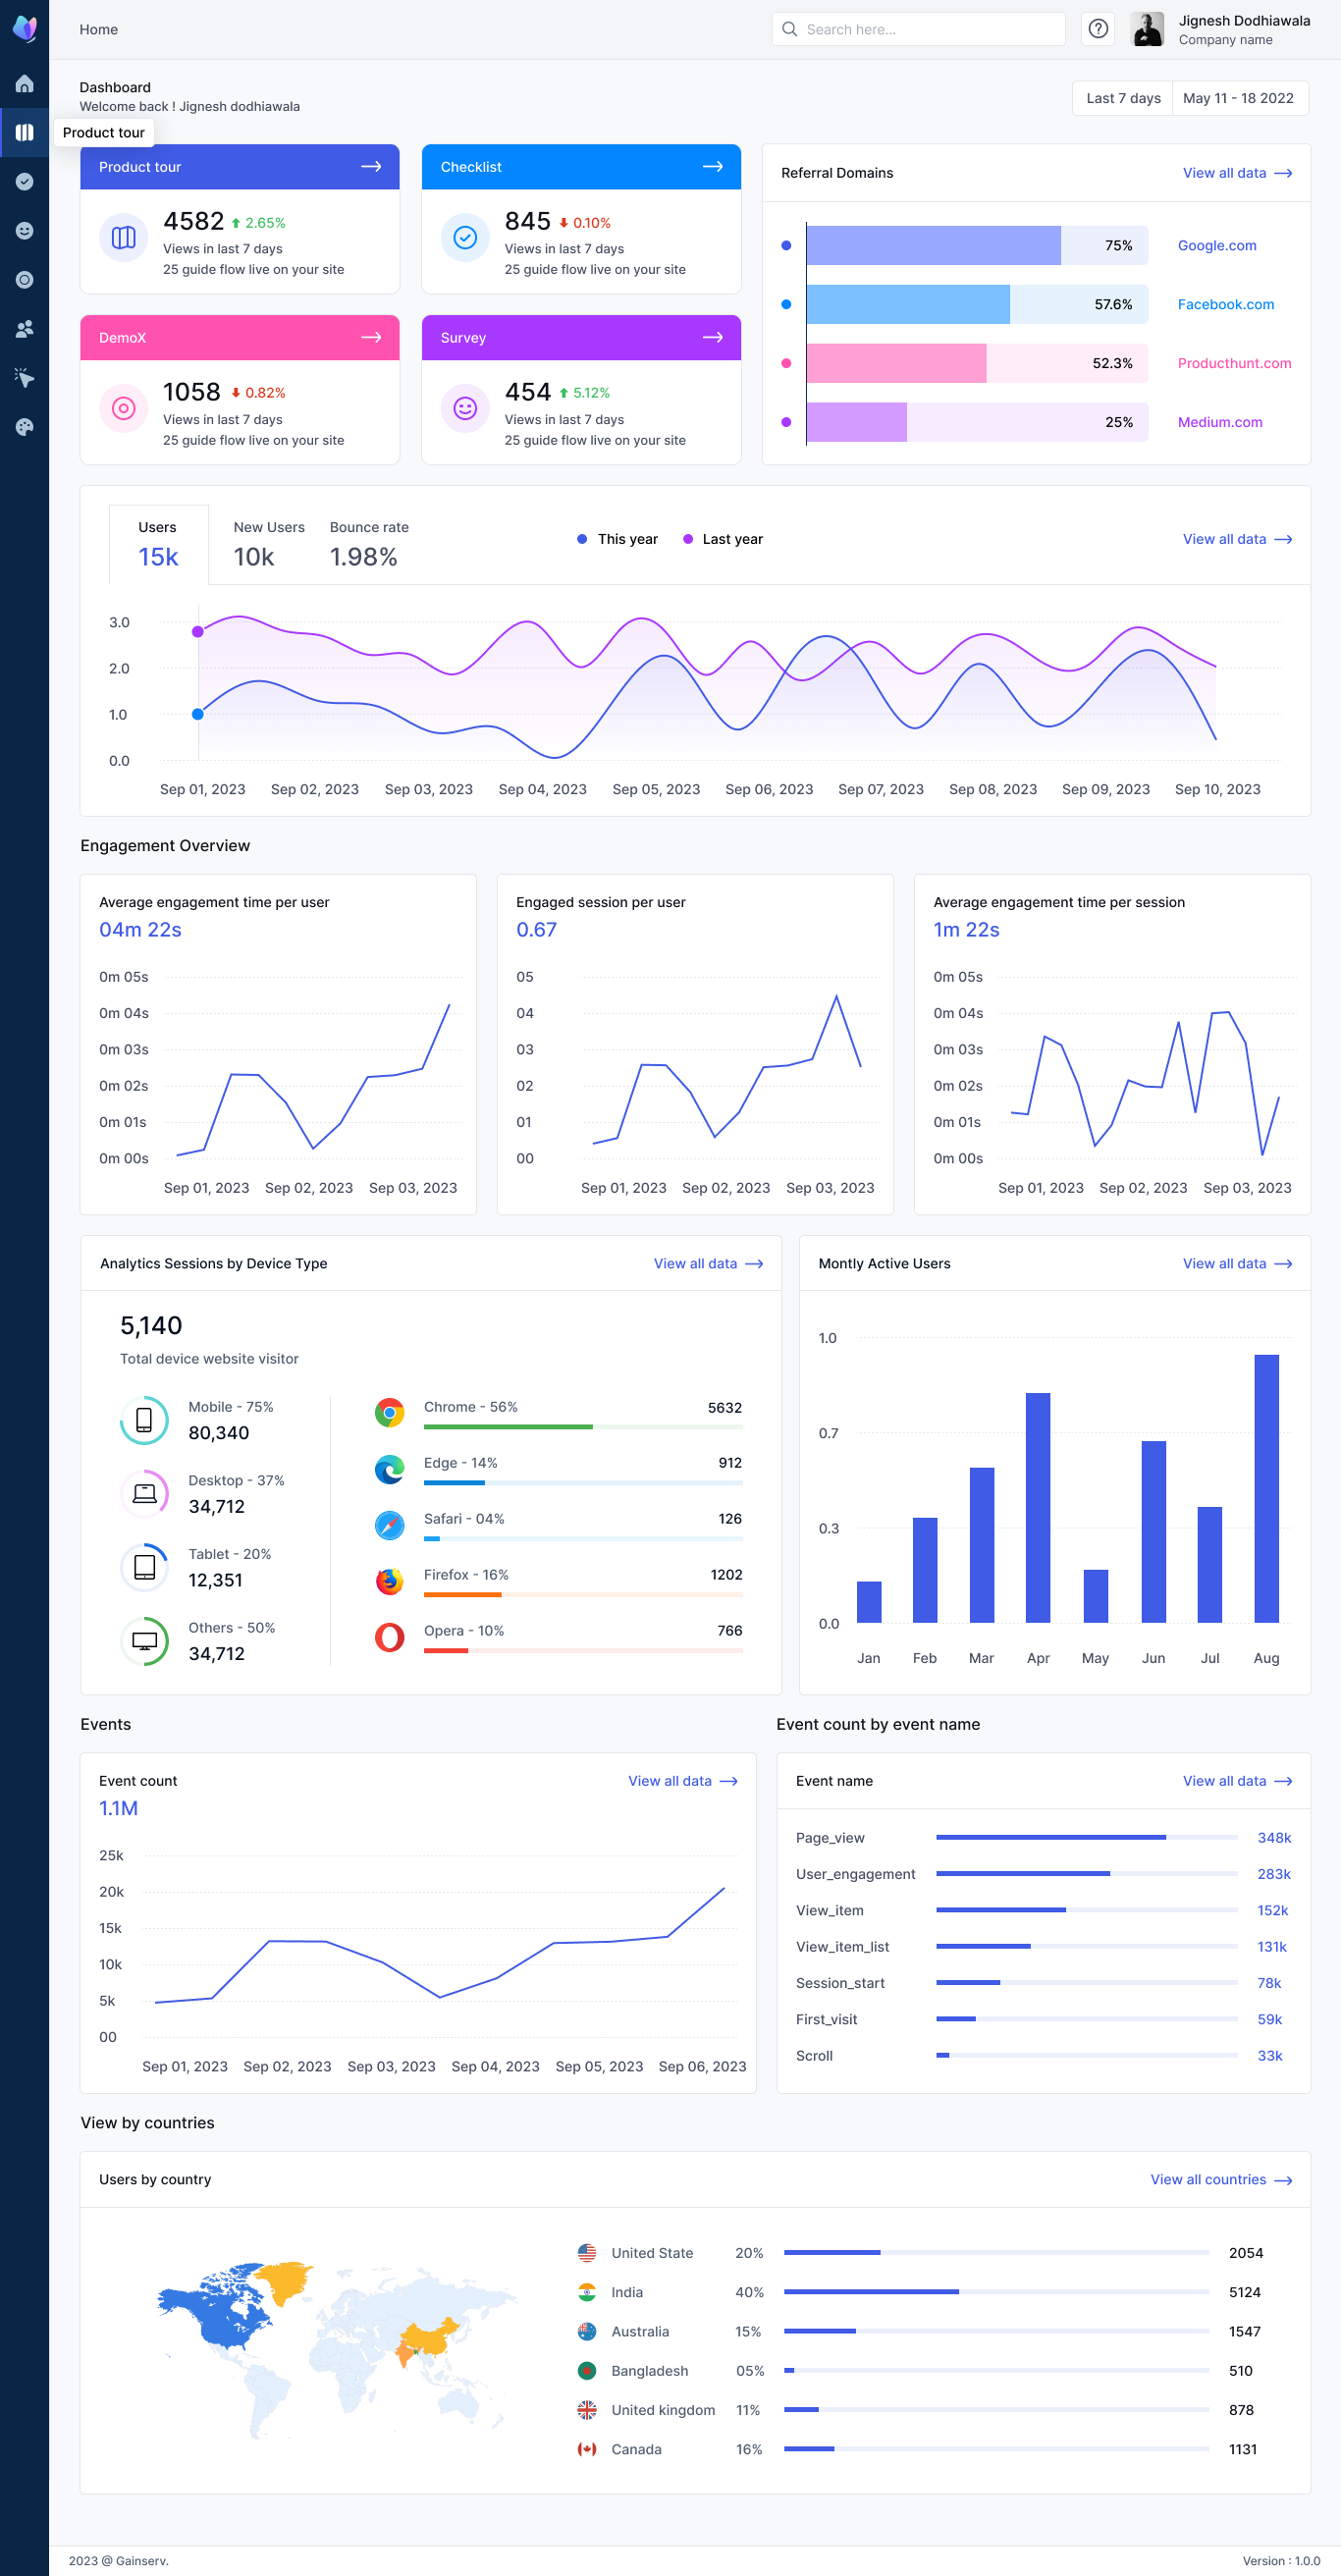 Home
Search here...
Jignesh Dodhiawala
Company name
Dashboard
Welcome back ! Jignesh dodhiawala
Last 7 days
May 11 - 18 2022
Product tour
Product tour
4582 2.65%
Views in last 7 days
25 guide flow live on your site
Checklist
845 0.10%
Views in last 7 days
25 guide flow live on your site
DemoX
1058 0.82%
Views in last 7 days
25 guide flow live on your site
Survey
454 5.12%
Views in last 7 days
25 guide flow live on your site
Referral Domains
View all data
75% Google.com
57.6% Facebook.com
52.3% Producthunt.com
25% Medium.com
Users
15k
New Users
10k
Bounce rate
1.98%
This year
Last year
View all data
3.0
2.0
1.0
0.0
Sep 01, 2023 Sep 02, 2023 Sep 03, 2023 Sep 04, 2023 Sep 05, 2023 Sep 06, 2023 Sep 07, 2023 Sep 08, 2023 Sep 09, 2023 Sep 10, 2023
Engagement Overview
Average engagement time per user
04m 22s
0m 05s
0m 04s
0m 03s
0m 02s
0m 01s
0m 00s
Sep 01, 2023 Sep 02, 2023 Sep 03, 2023
Engaged session per user
0.67
05
04
03
02
01
00
Sep 01, 2023 Sep 02, 2023 Sep 03, 2023
Average engagement time per session
1m 22s
0m 05s
0m 04s
0m 03s
0m 02s
0m 01s
0m 00s
Sep 01, 2023 Sep 02, 2023 Sep 03, 2023
Analytics Sessions by Device Type
View all data
5,140
Total device website visitor
Mobile - 75%
80,340
Desktop - 37%
34,712
Tablet - 20%
12,351
Others - 50%
34,712
Chrome - 56% 5632
Edge - 14% 912
Safari - 04% 126
Firefox - 16% 1202
Opera - 10% 766
Montly Active Users
View all data
1.0
0.7
0.3
0.0
Jan Feb Mar Apr May Jun Jul Aug
Events
Event count
View all data
1.1M
25k
20k
15k
10k
5k
00
Sep 01, 2023 Sep 02, 2023 Sep 03, 2023 Sep 04, 2023 Sep 05, 2023 Sep 06, 2023
Event count by event name
Event name
View all data
Page_view 348k
User_engagement 283k
View_item 152k
View_item_list 131k
Session_start 78k
First_visit 59k
Scroll 33k
View by countries
Users by country
View all countries
United State 20% 2054
India 40% 5124
Australia 15% 1547
Bangladesh 05% 510
United kingdom 11% 878
Canada 16% 1131
2023 @ Gainserv.
Version : 1.0.0